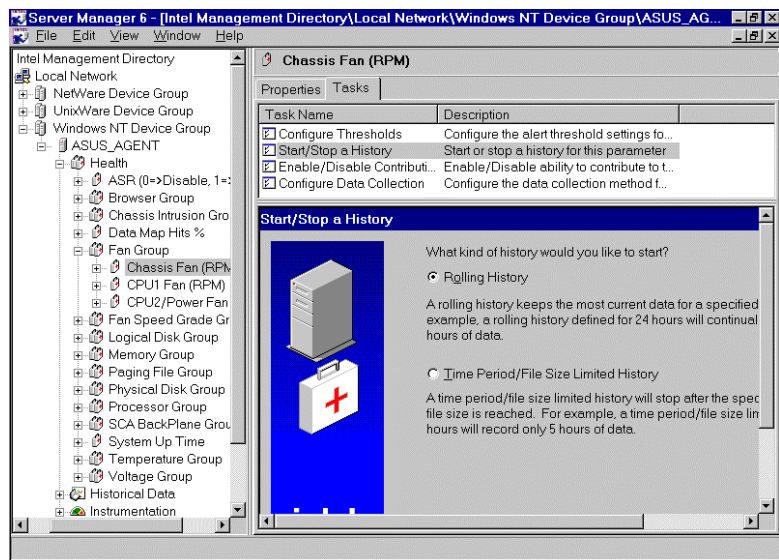 Server Manager 6 - [Intel Management Directory\Local Network\Windows NT Device Group\ASUS_AG...
File Edit View Window Help
Intel Management Directory
Local Network
NetWare Device Group
UnixWare Device Group
Windows NT Device Group
ASUS_AGENT
Health
ASR (0=>Disable, 1=>
Browser Group
Chassis Intrusion Gro
Data Map Hits %
Fan Group
Chassis Fan (RPM
CPU1 Fan (RPM)
CPU2/Power Fan
Fan Speed Grade Gr
Logical Disk Group
Memory Group
Paging File Group
Physical Disk Group
Processor Group
SCA BackPlane Grou
System Up Time
Temperature Group
Voltage Group
Historical Data
Instrumentation
Chassis Fan (RPM)
Properties Tasks
Task Name Description
Configure Thresholds Configure the alert threshold settings fo...
Start/Stop a History Start or stop a history for this parameter
Enable/Disable Contributi... Enable/Disable ability to contribute to t...
Configure Data Collection Configure the data collection method f...
Start/Stop a History
What kind of history would you like to start?
Rolling History
A rolling history keeps the most current data for a specified
example, a rolling history defined for 24 hours will continual
hours of data.
Time Period/File Size Limited History
A time period/file size limited history will stop after the spec
file size is reached. For example, a time period/file size lim
hours will record only 5 hours of data.